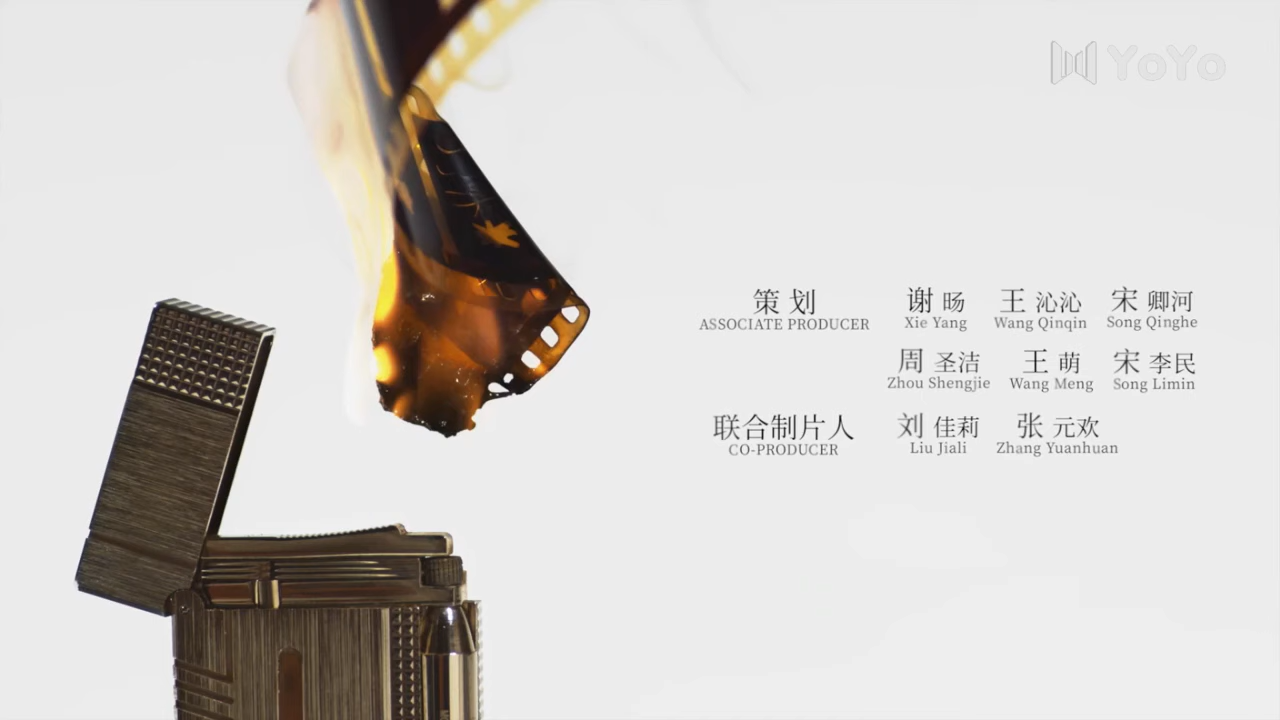 YoYo
策 划 谢 旸 王 沁沁 宋 卿河
ASSOCIATE PRODUCER Xie Yang Wang Qinqin Song Qinghe
周 圣洁 王 萌 宋 李民
Zhou Shengjie Wang Meng Song Limin
联合制片人 刘 佳莉 张 元欢
CO-PRODUCER Liu Jiali Zhang Yuanhuan